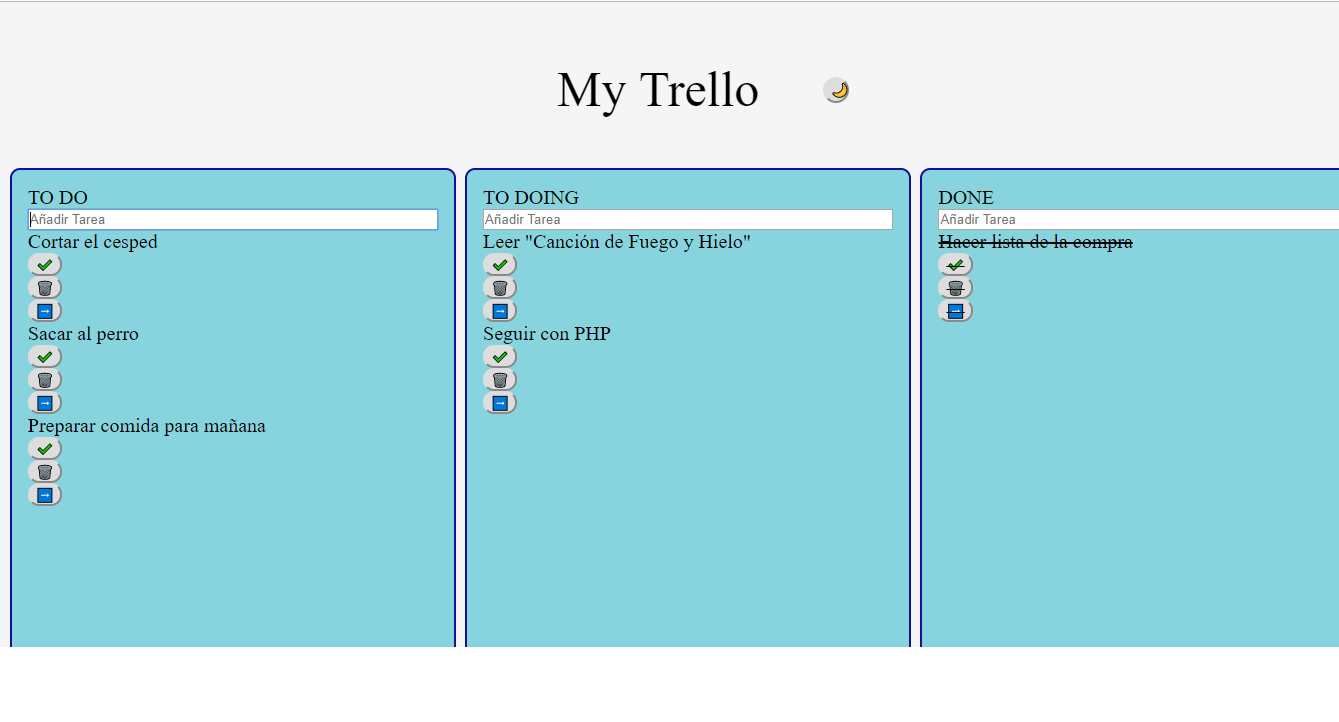 My Trello
TO DO
Añadir Tarea
Cortar el cesped
Sacar al perro
Preparar comida para mañana
TO DOING
Añadir Tarea
Leer "Canción de Fuego y Hielo"
Seguir con PHP
DONE
Añadir Tarea
Hacer lista de la compra